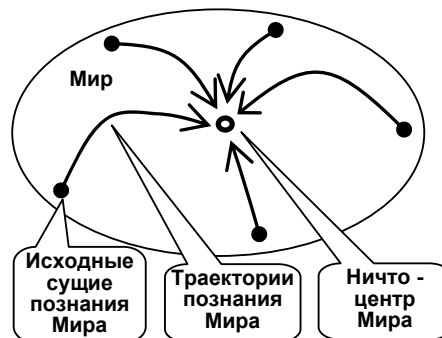 Мир
Исходные
сущие
познания
Мира
Траектории
познания
Мира
Ничто -
центр
Мира